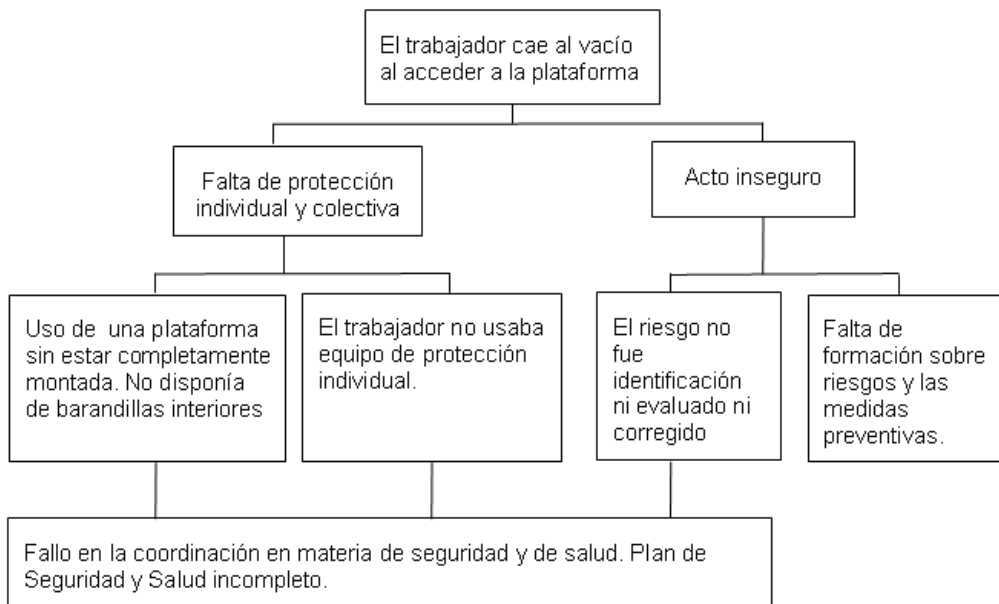 El trabajador cae al vacío
al acceder a la plataforma
Falta de protección
individual y colectiva
Acto inseguro
Uso de una plataforma
sin estar completamente
montada. No disponía
de barandillas interiores
El trabajador no usaba
equipo de protección
individual.
El riesgo no
fue
identificación
ni evaluado ni
corregido
Falta de
formación sobre
riesgos y las
medidas
preventivas.
Fallo en la coordinación en materia de seguridad y de salud. Plan de
Seguridad y Salud incompleto.